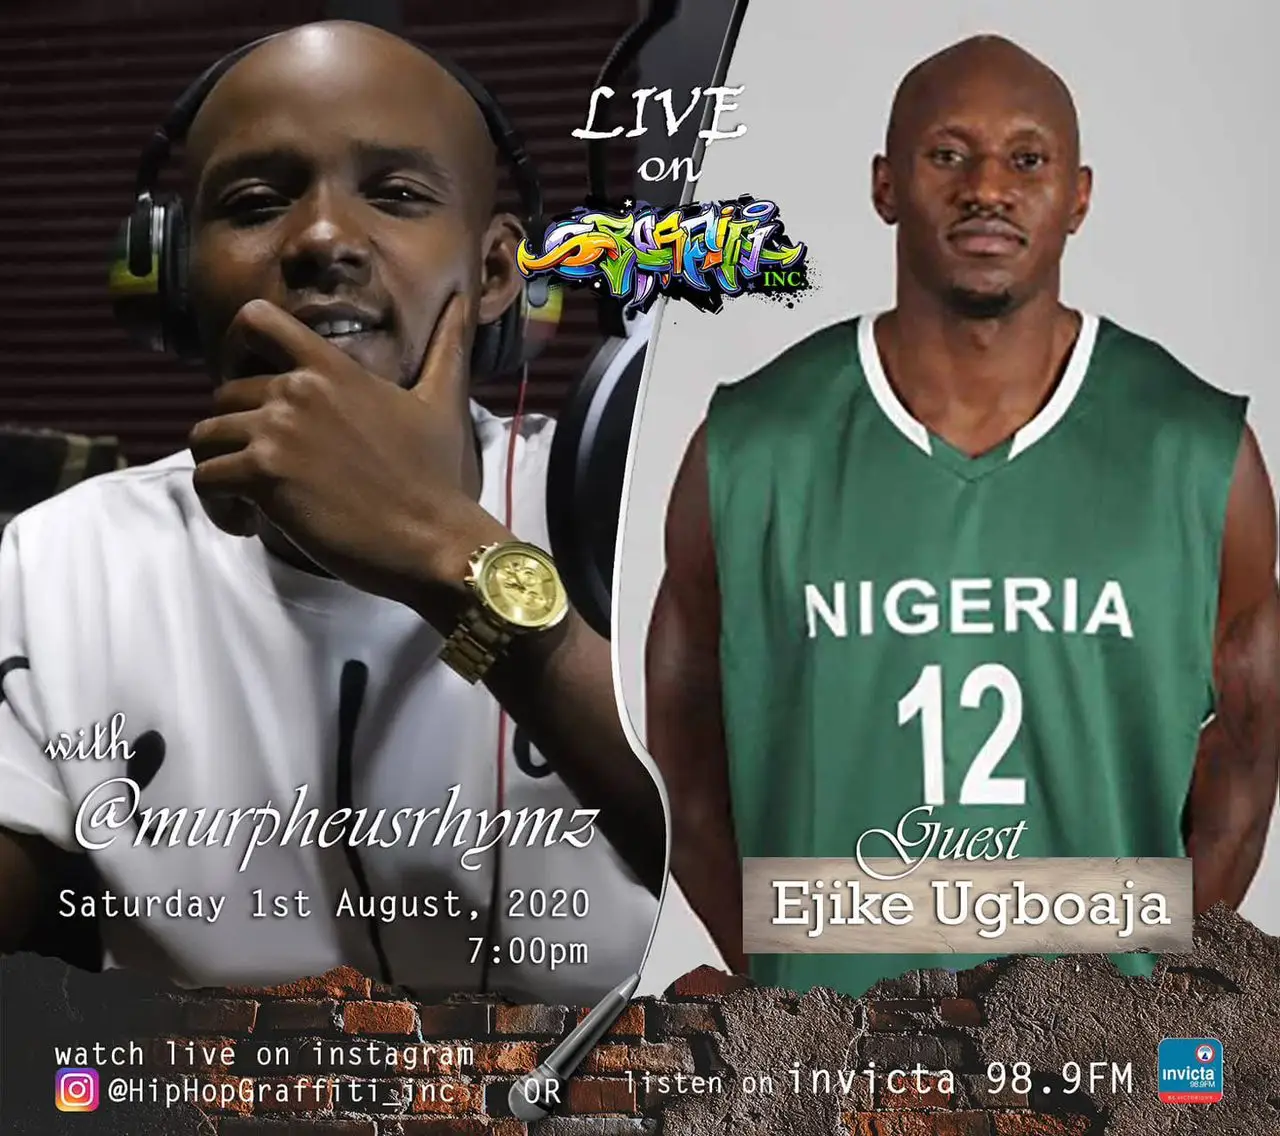 LIVE
on
Graffiti
INC.
NIGERIA
12
with
@murpheusrhymz
Saturday 1st August, 2020
7:00pm
Guest
Ejike Ugboaja
watch live on instagram
@HipHopGraffiti_inc
OR
listen on invicta 98.9FM
invicta
98.9FM